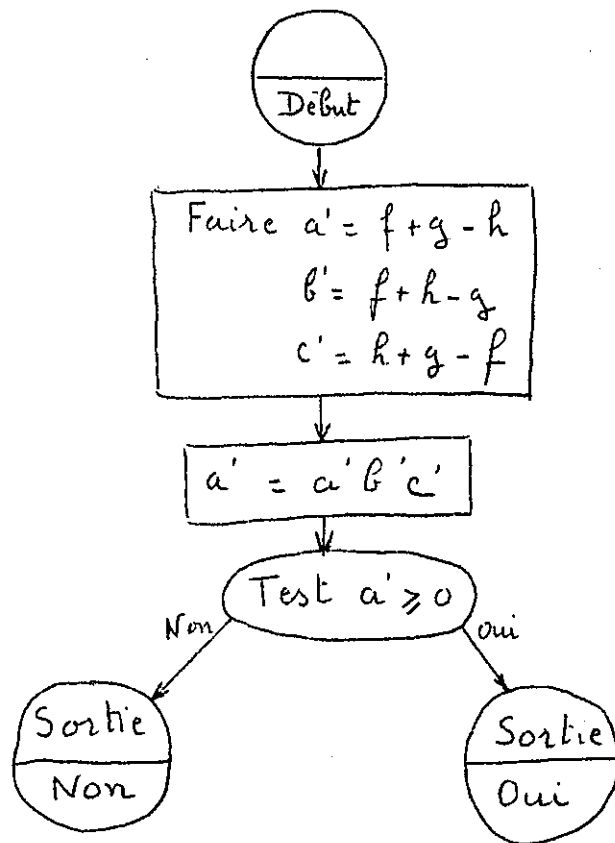 Début
Faire a' = f + g - h
b' = f + h - g
c' = h + g - f
a' = a' b' c'
Test a' ⩾ 0
Non
Oui
Sortie
Non
Sortie
Oui